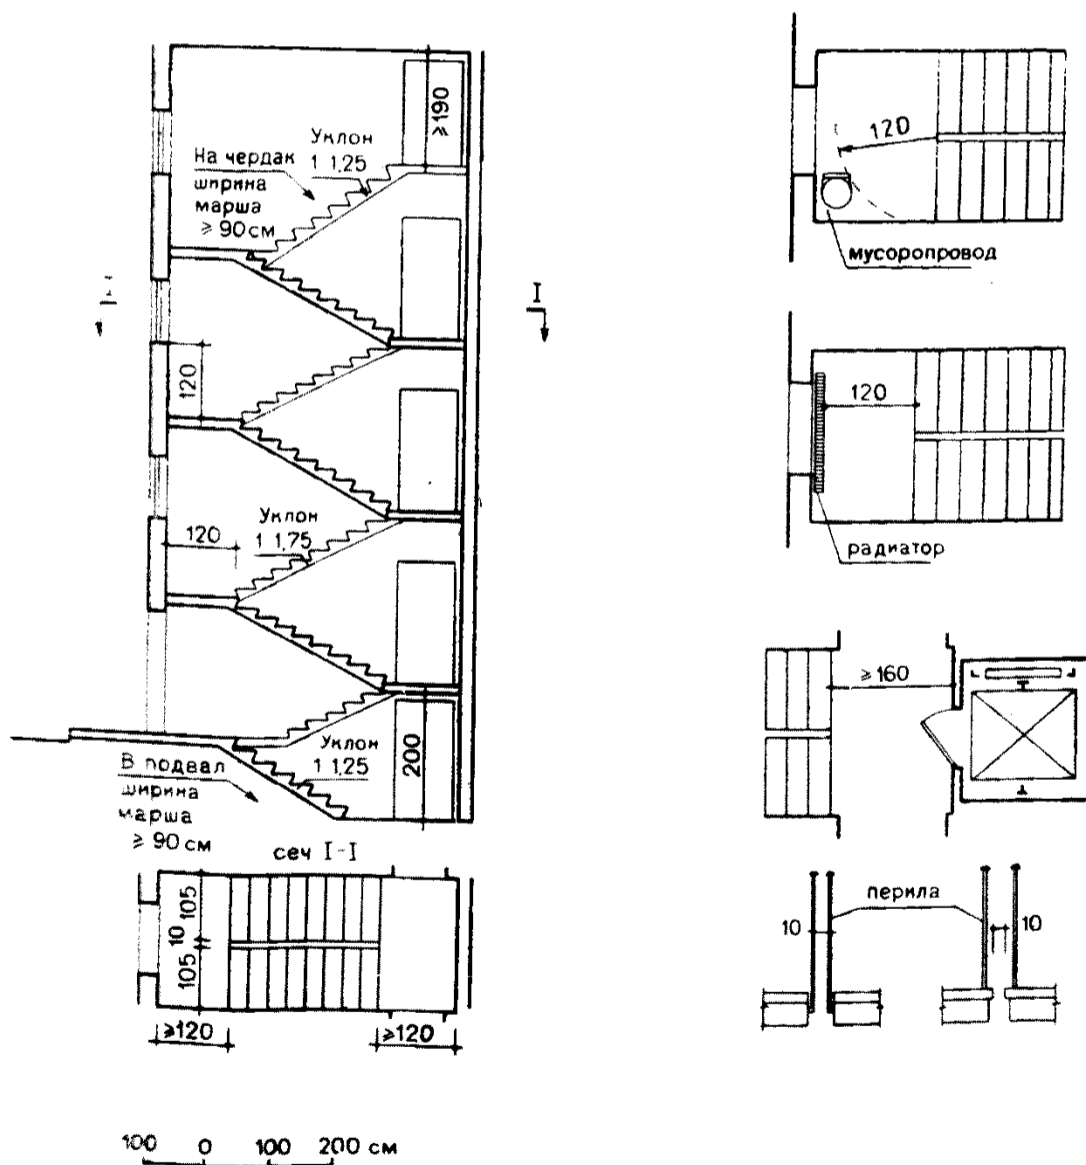 ≥190
Уклон
1 1,25
На чердак
ширина
марша
≥ 90 см
I-I
I
120
120
Уклон
1 1,75
200
Уклон
1 1,25
В подвал
ширина
марша
≥ 90 см
сеч I-I
105
10
105
≥120
≥120
100 0 100 200 см
120
мусоропровод
120
радиатор
≥160
перила
10
10